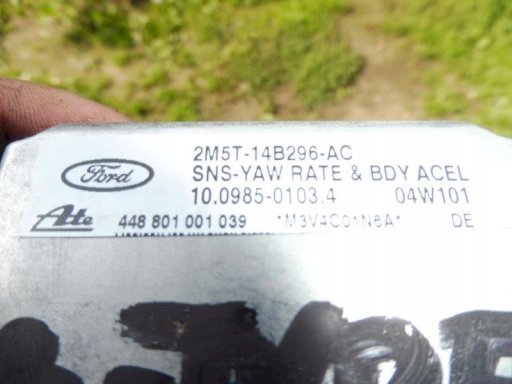 2M5T-14B296-AC
Ford SNS-YAW RATE & BDY ACEL
10.0985-0103.4 04W101
Ate 448 801 001 039 *M3V4C01N8A* DE